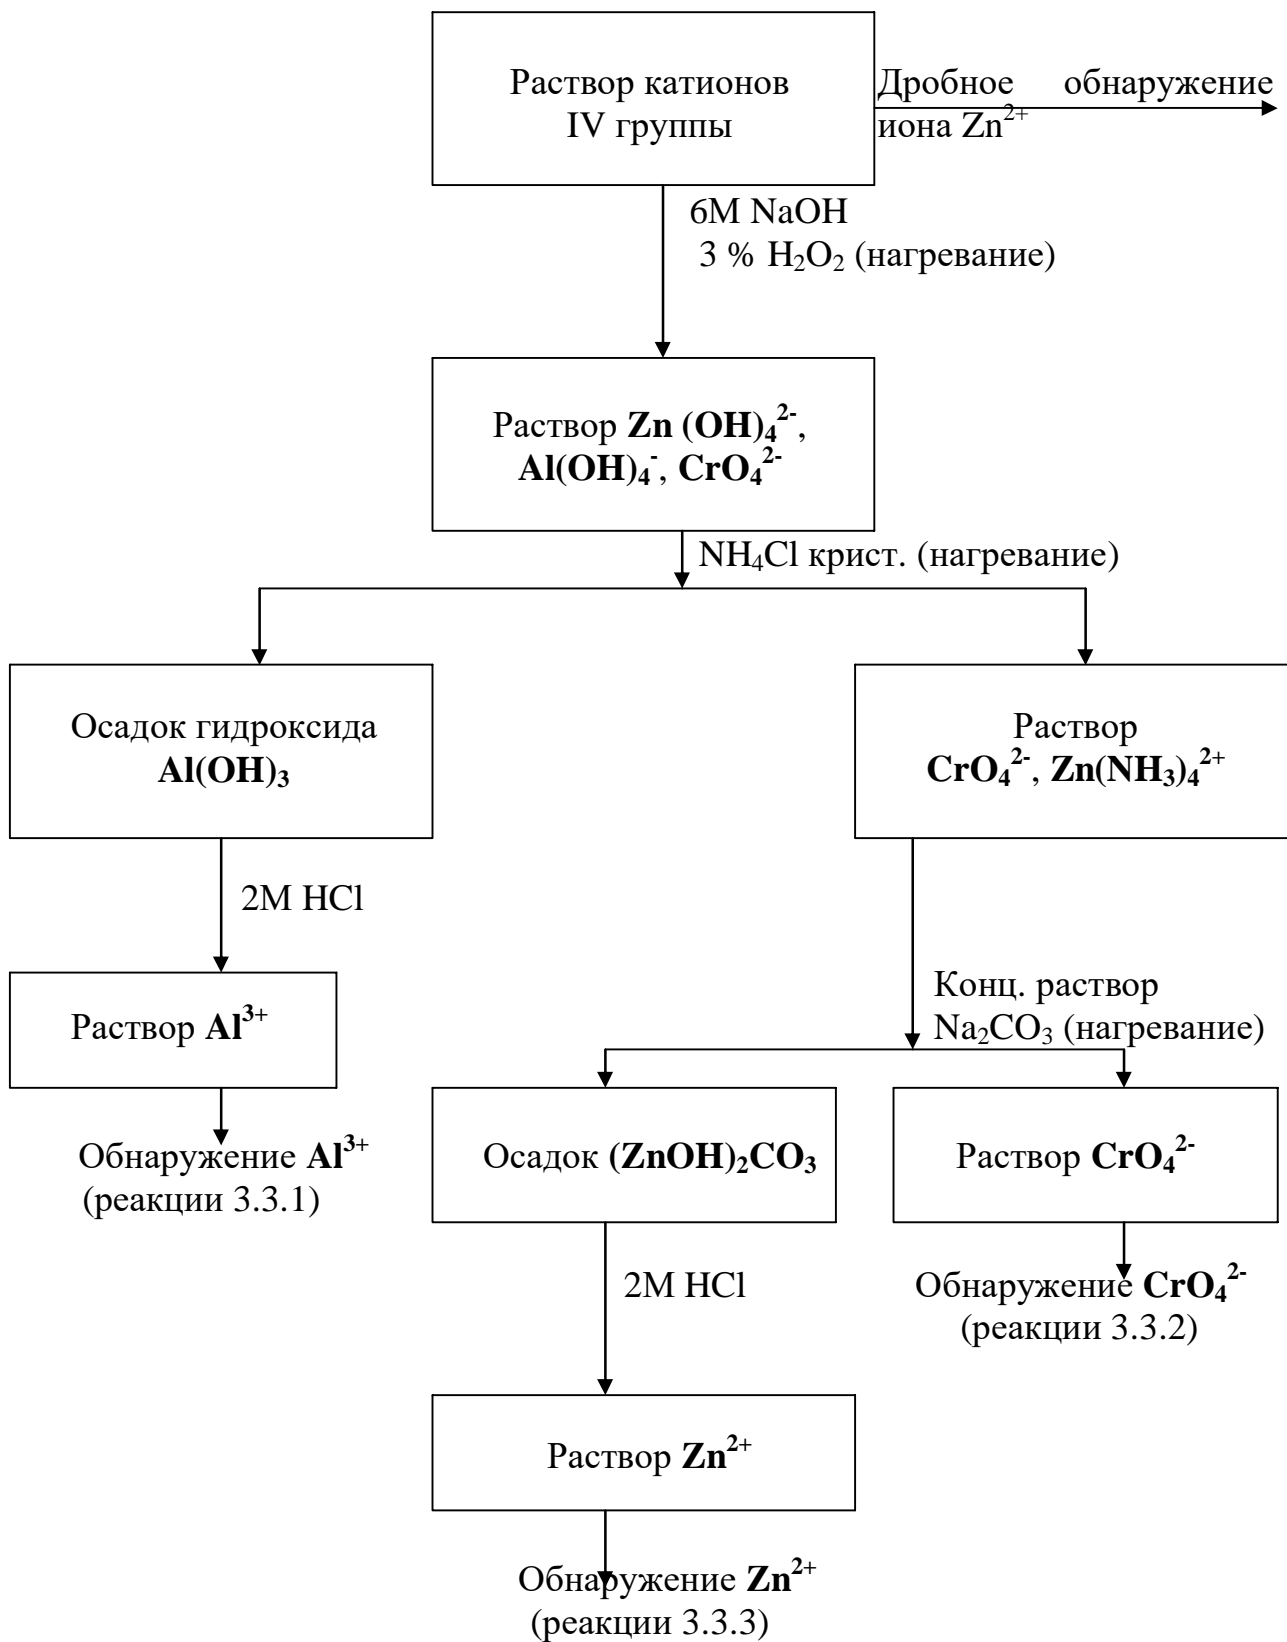 Раствор катионов
IV группы
Дробное обнаружение
иона Zn²⁺
6М NaOH
3 % H₂O₂ (нагревание)
Раствор Zn (OH)₄²⁻,
Al(OH)₄⁻, CrO₄²⁻
NH₄Cl крист. (нагревание)
Осадок гидроксида
Al(OH)₃
Раствор
CrO₄²⁻, Zn(NH₃)₄²⁺
2М HCl
Раствор Al³⁺
Конц. раствор
Na₂CO₃ (нагревание)
Обнаружение Al³⁺
(реакции 3.3.1)
Осадок (ZnOH)₂CO₃
Раствор CrO₄²⁻
2М HCl
Обнаружение CrO₄²⁻
(реакции 3.3.2)
Раствор Zn²⁺
Обнаружение Zn²⁺
(реакции 3.3.3)